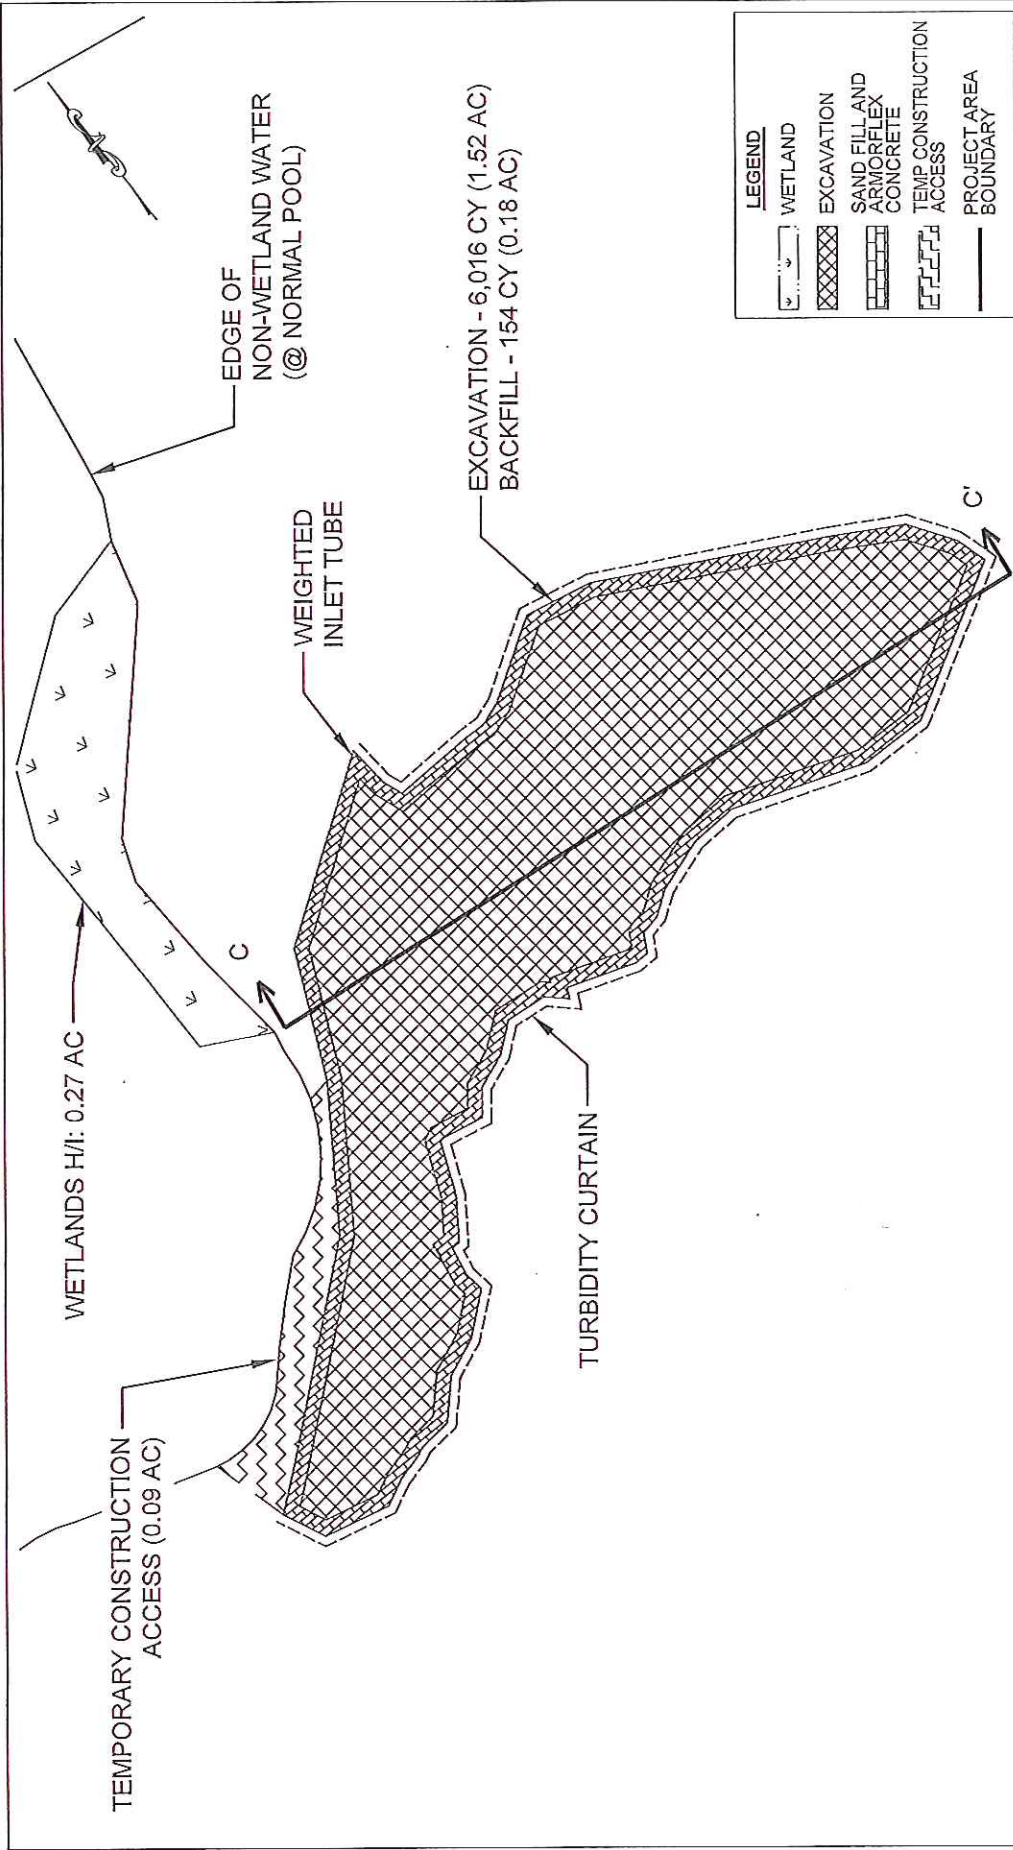 TEMPORARY CONSTRUCTION
ACCESS (0.09 AC)
WETLANDS H/I: 0.27 AC
C
WEIGHTED
INLET TUBE
EDGE OF
NON-WETLAND WATER
(@ NORMAL POOL)
EXCAVATION - 6,016 CY (1.52 AC)
BACKFILL - 154 CY (0.18 AC)
TURBIDITY CURTAIN
C'
LEGEND
WETLAND
EXCAVATION
SAND FILL AND
ARMORFLEX
CONCRETE
TEMP CONSTRUCTION
ACCESS
PROJECT AREA
BOUNDARY